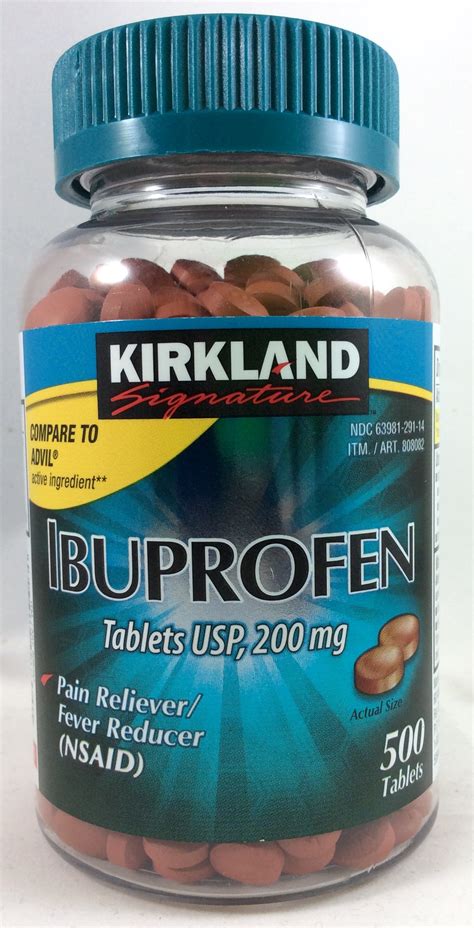 KIRKLAND
Signature
NDC 63981-291-14
ITM. / ART. 808082
COMPARE TO
ADVIL®
active ingredient**
IBUPROFEN
Tablets USP, 200 mg
Actual Size
Pain Reliever/
Fever Reducer
(NSAID)
500
Tablets